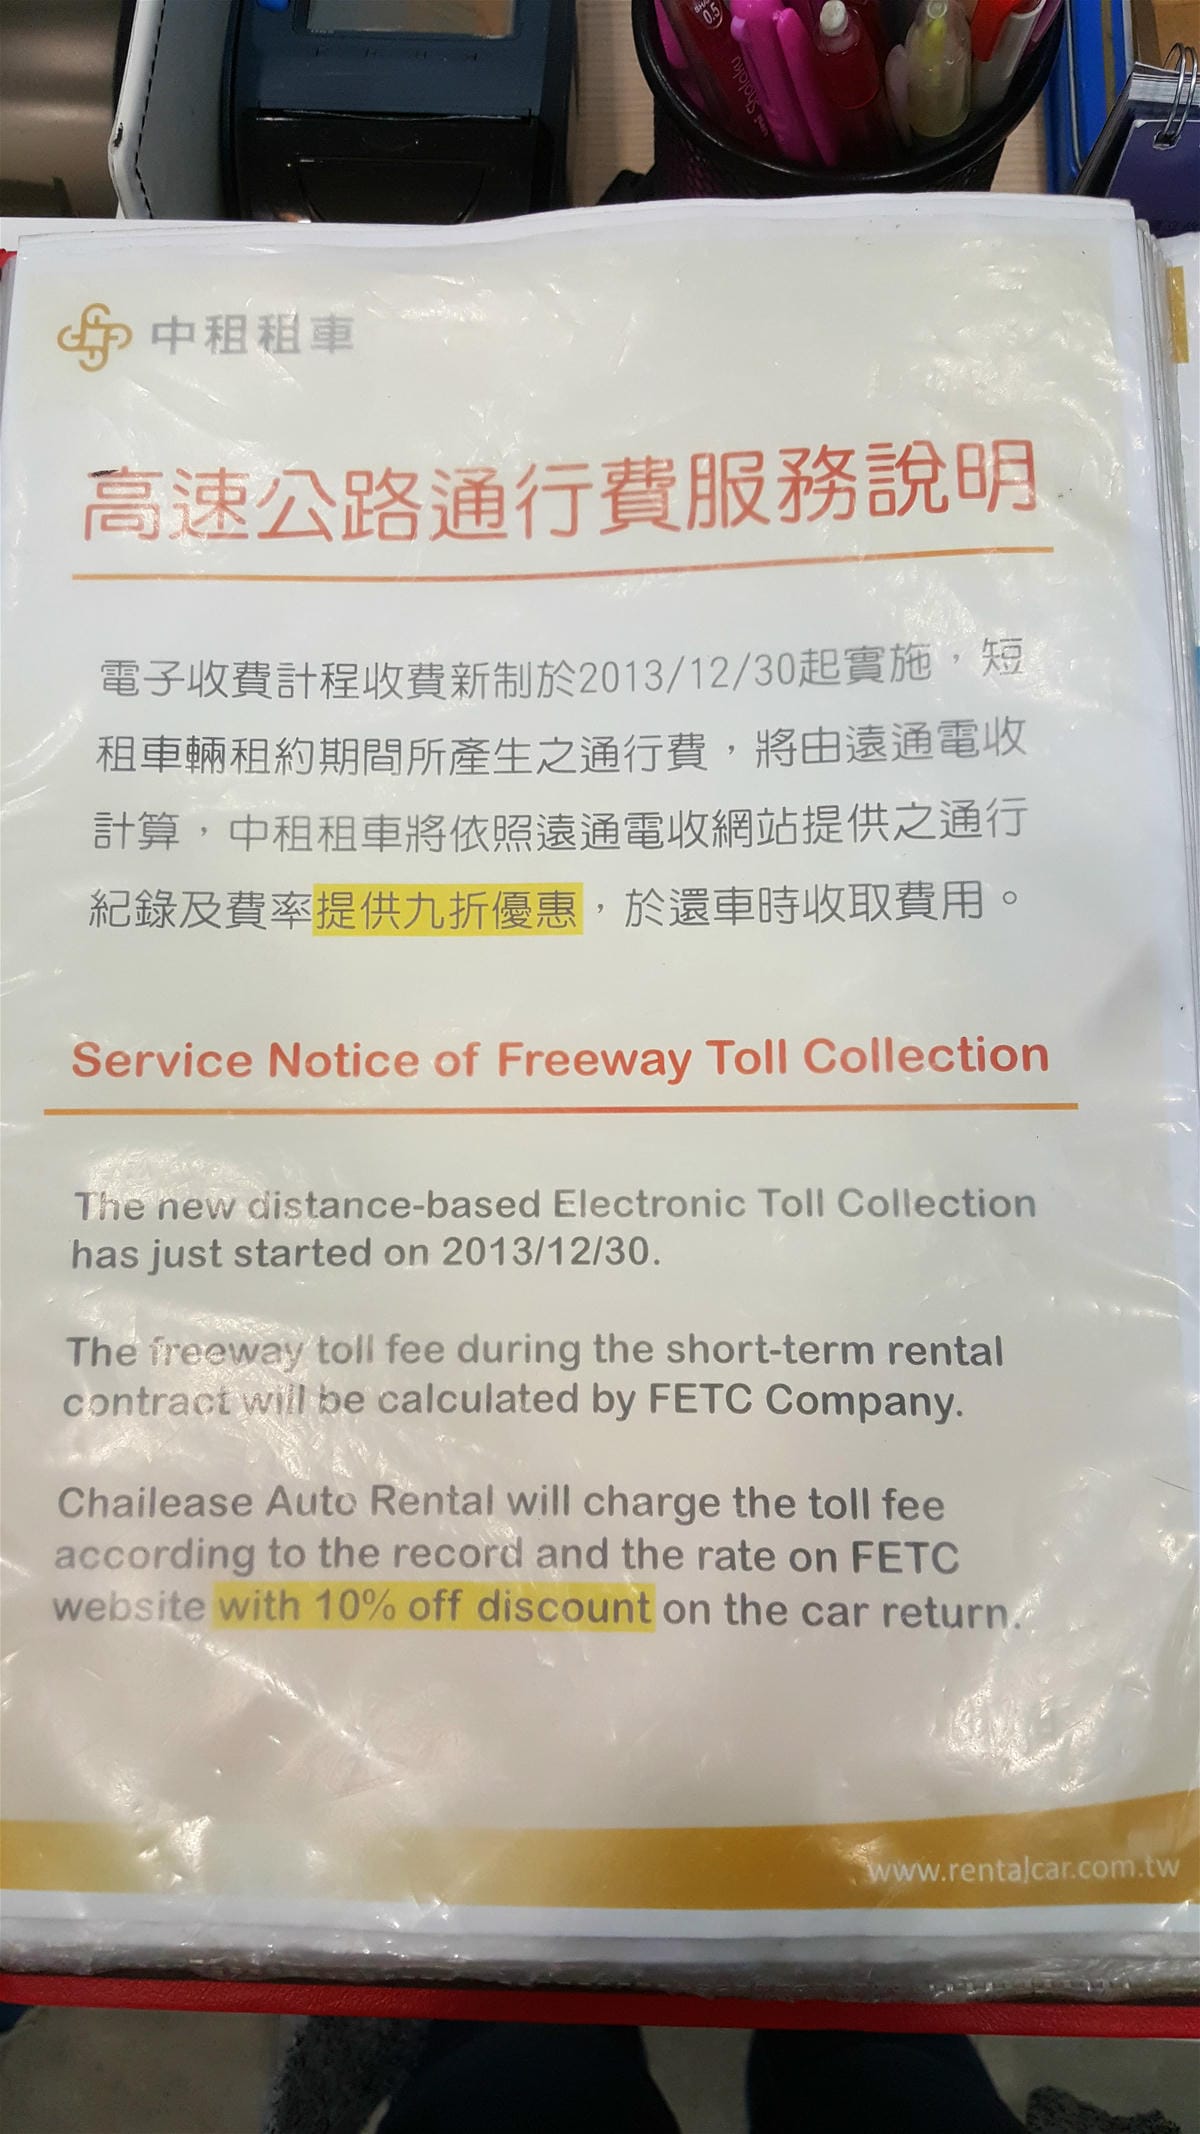 0.5
uni Shalaku
中租租車
高速公路通行費服務說明
電子收費計程收費新制於2013/12/30起實施，短
租車輛租約期間所產生之通行費，將由遠通電收
計算，中租租車將依照遠通電收網站提供之通行
紀錄及費率提供九折優惠，於還車時收取費用。
Service Notice of Freeway Toll Collection
The new distance-based Electronic Toll Collection
has just started on 2013/12/30.
The freeway toll fee during the short-term rental
contract will be calculated by FETC Company.
Chailease Auto Rental will charge the toll fee
according to the record and the rate on FETC
website with 10% off discount on the car return.
www.rentalcar.com.tw